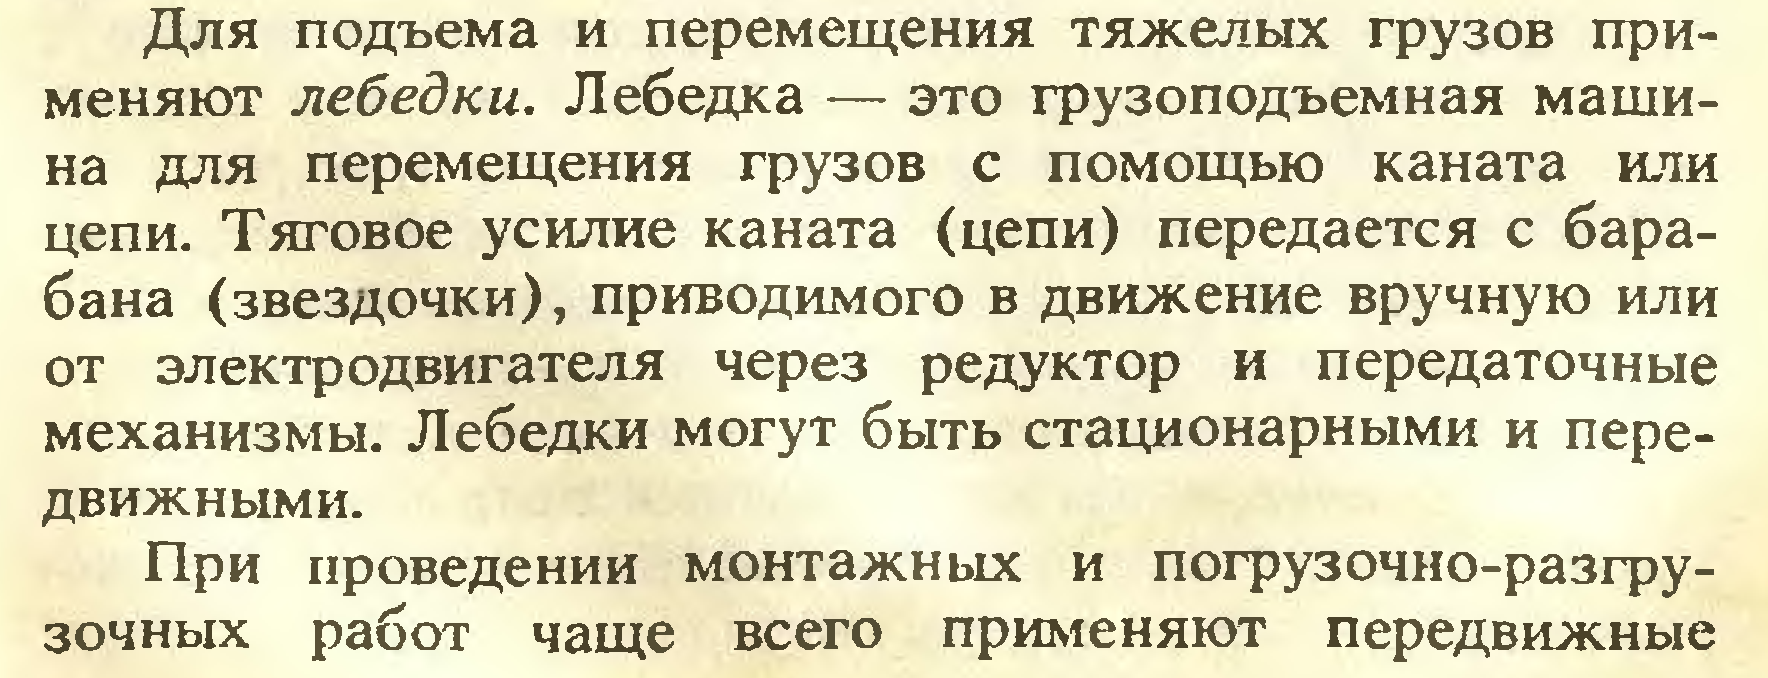 Для подъема и перемещения тяжелых грузов при-
меняют лебедки. Лебедка — это грузоподъемная маши-
на для перемещения грузов с помощью каната или
цепи. Тяговое усилие каната (цепи) передается с бара-
бана (звездочки), приводимого в движение вручную или
от электродвигателя через редуктор и передаточные
механизмы. Лебедки могут быть стационарными и пере-
движными.
При проведении монтажных и погрузочно-разгру-
зочных работ чаще всего применяют передвижные